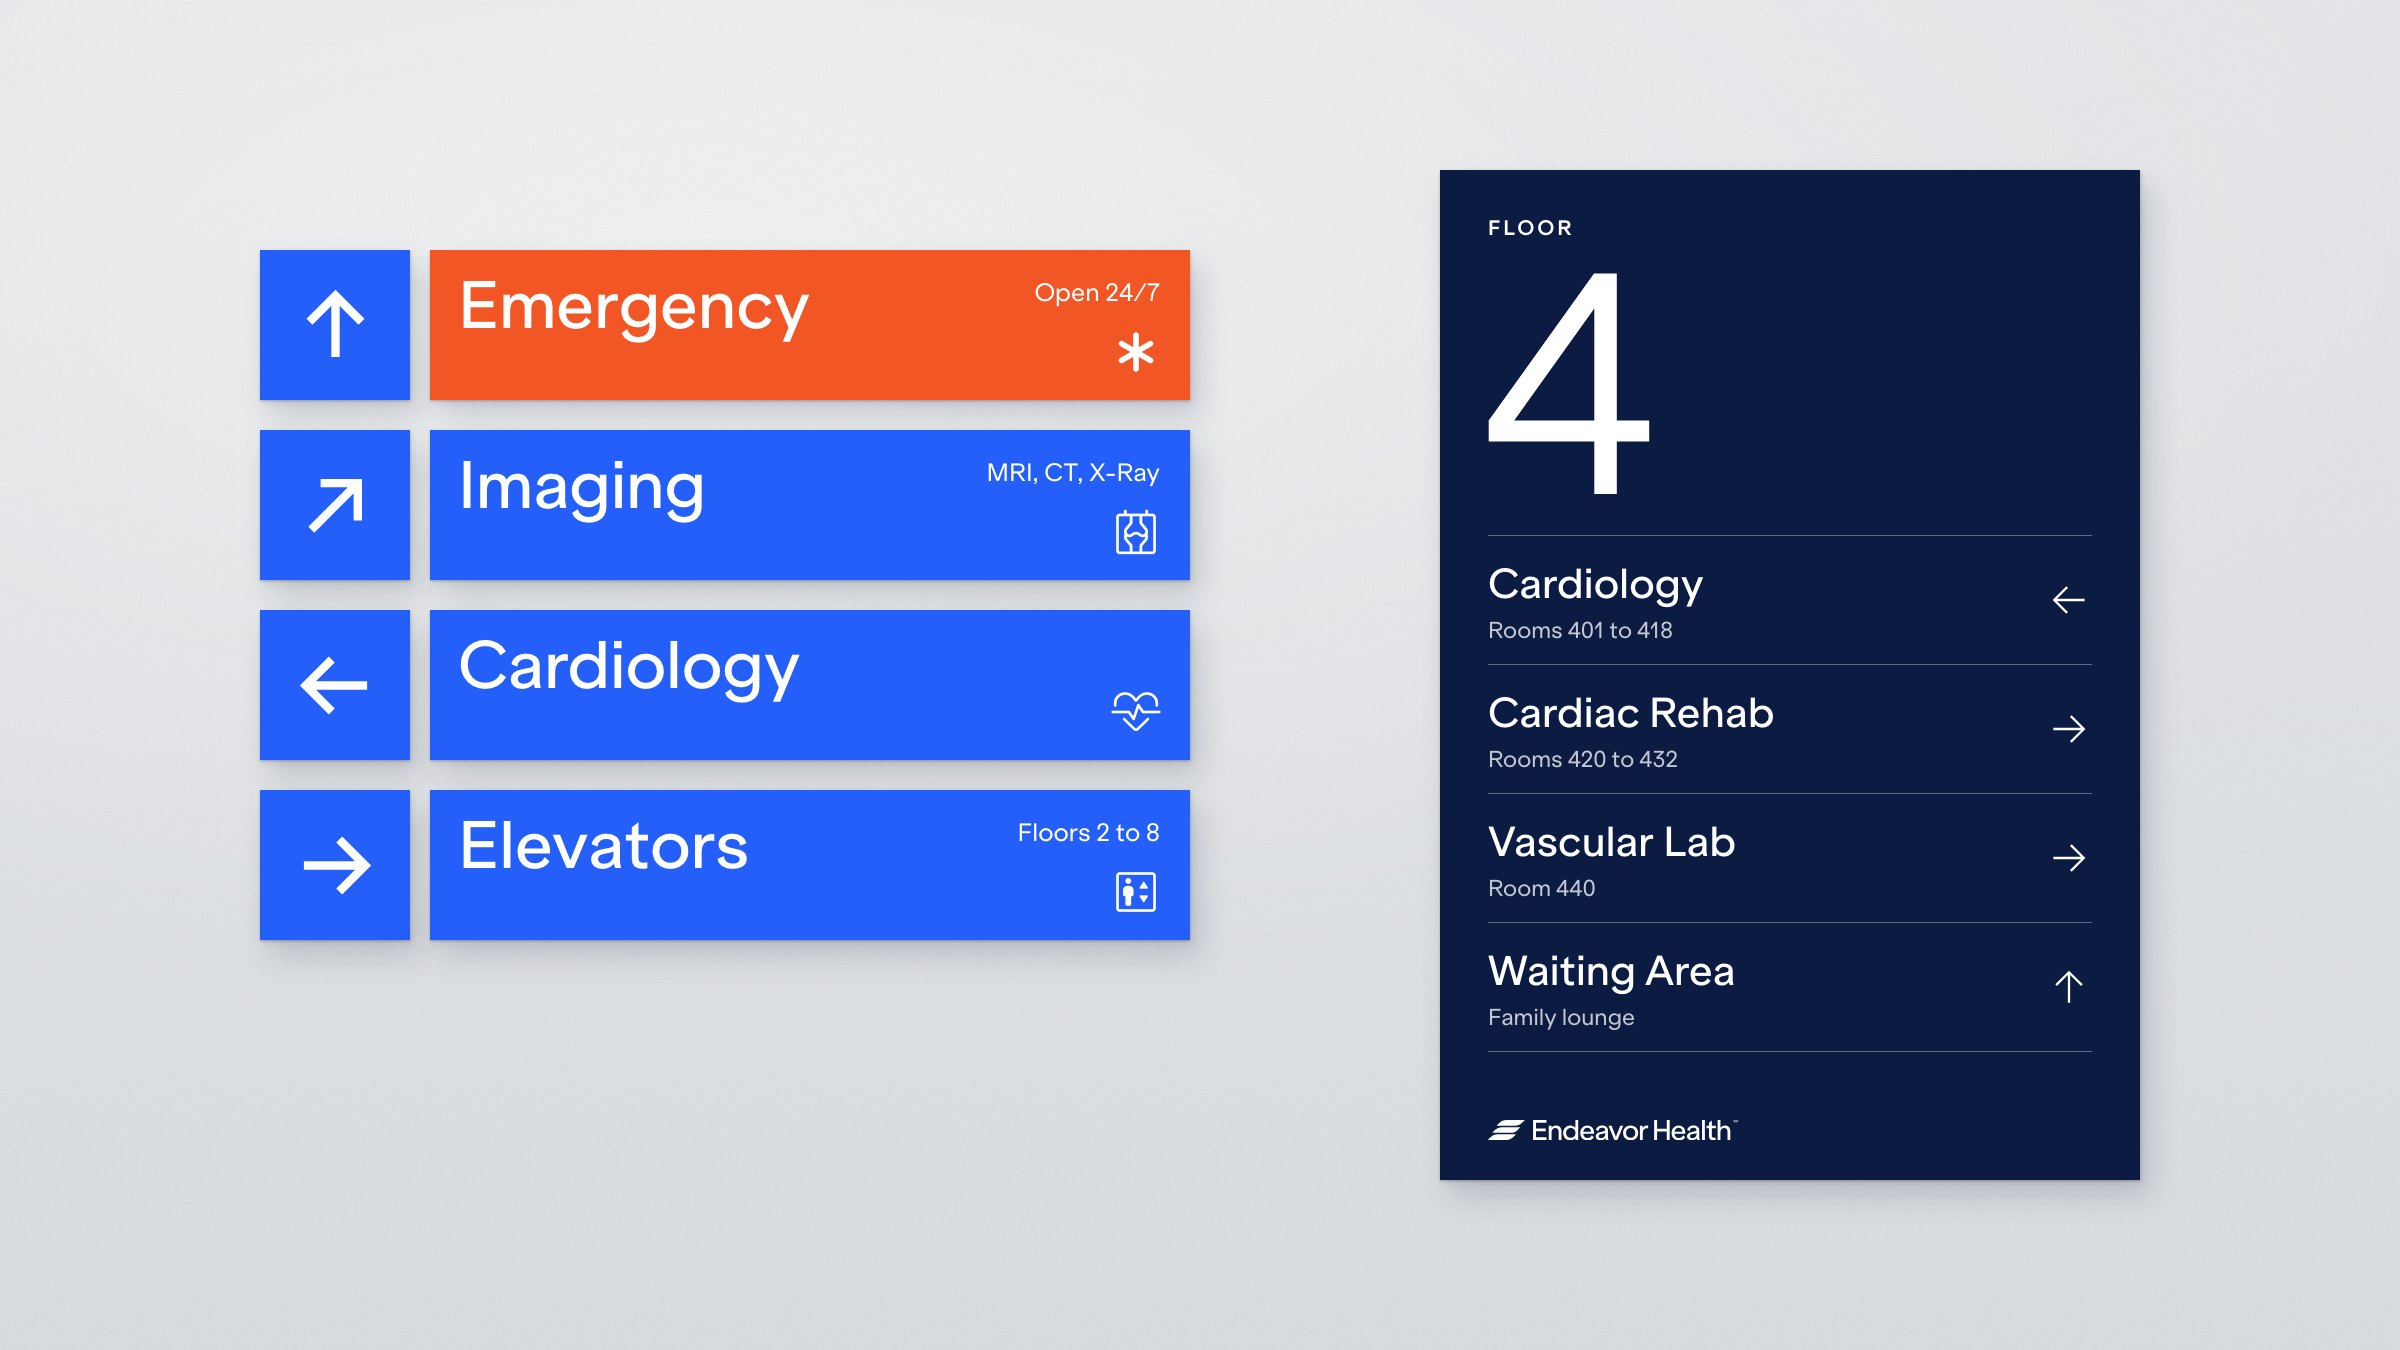 Emergency
Open 24/7
Imaging
MRI, CT, X-Ray
Cardiology
Elevators
Floors 2 to 8
FLOOR
4
Cardiology
Rooms 401 to 418
Cardiac Rehab
Rooms 420 to 432
Vascular Lab
Room 440
Waiting Area
Family lounge
Endeavor Health™